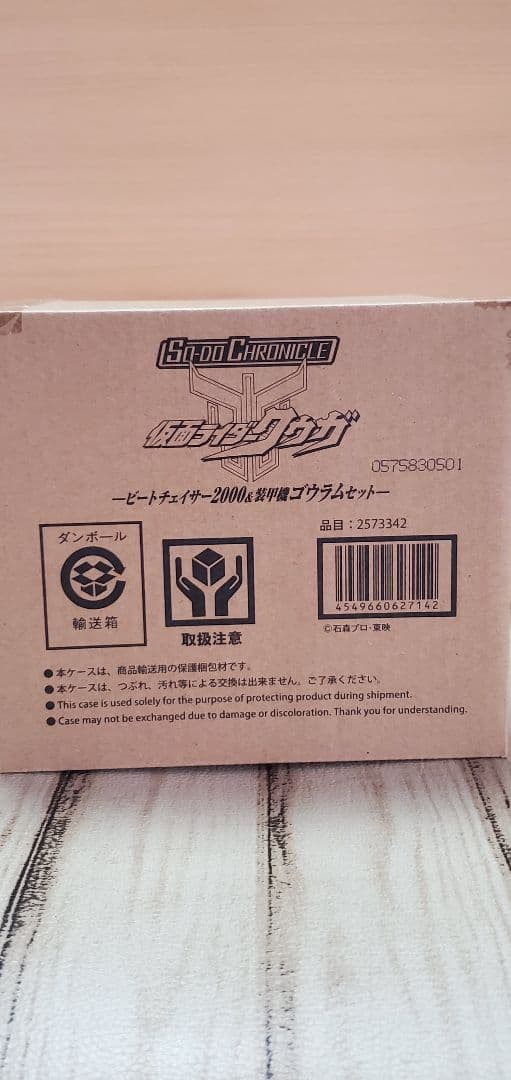 SO-DO CHRONICLE
仮面ライダークウガ
0575830501
―ビートチェイサー2000&装甲機ゴウラムセット―
品目：2573342
ダンボール
輸送箱
取扱注意
4549660627142
©石森プロ・東映
●本ケースは、商品輸送用の保護梱包材です。
●本ケースは、つぶれ、汚れ等による交換は出来ません。ご了承ください。
●This case is used solely for the purpose of protecting product during shipment.
●Case may not be exchanged due to damage or discoloration. Thank you for understanding.